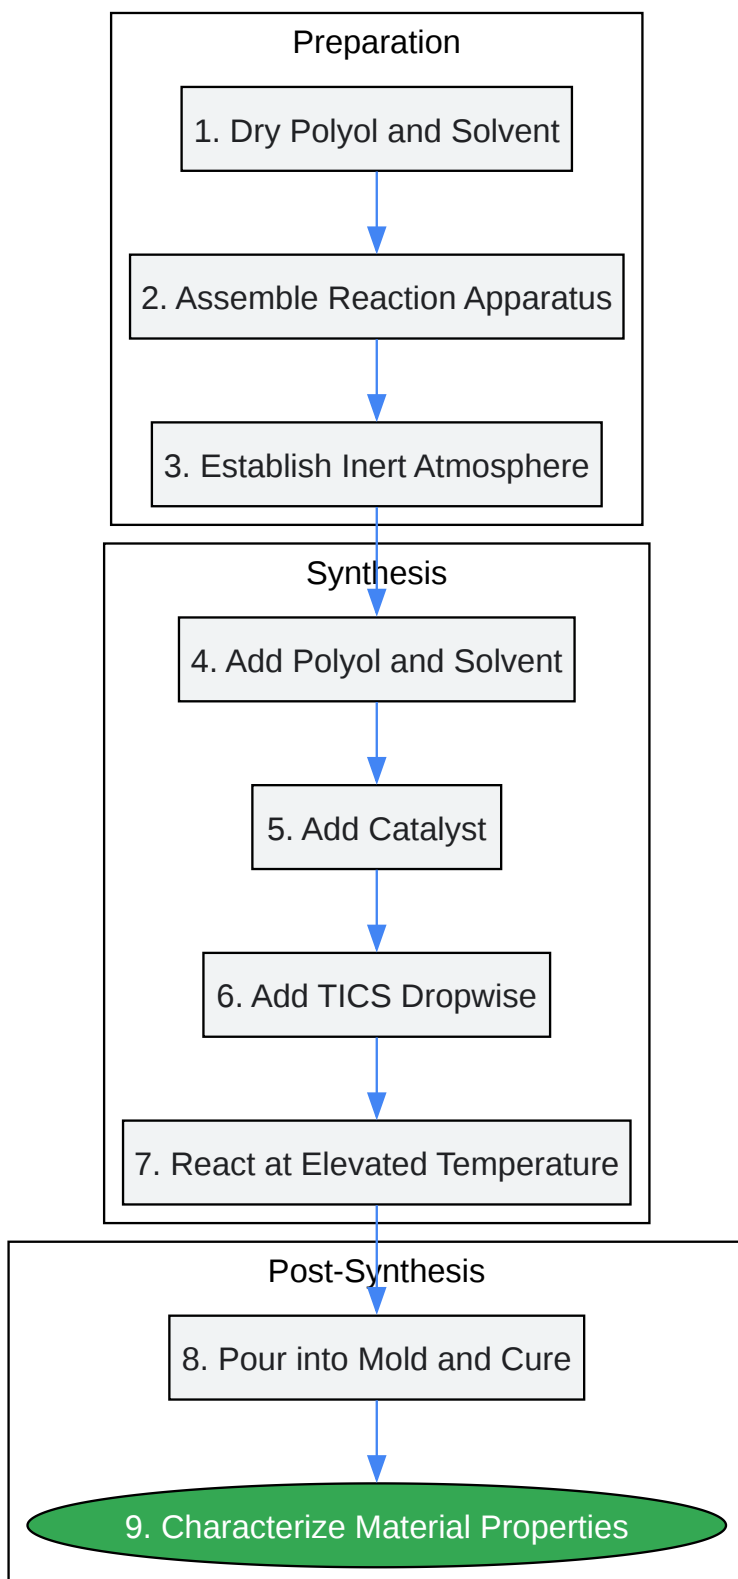 Preparation
1. Dry Polyol and Solvent
2. Assemble Reaction Apparatus
3. Establish Inert Atmosphere
Synthesis
4. Add Polyol and Solvent
5. Add Catalyst
6. Add TICS Dropwise
7. React at Elevated Temperature
Post-Synthesis
8. Pour into Mold and Cure
9. Characterize Material Properties